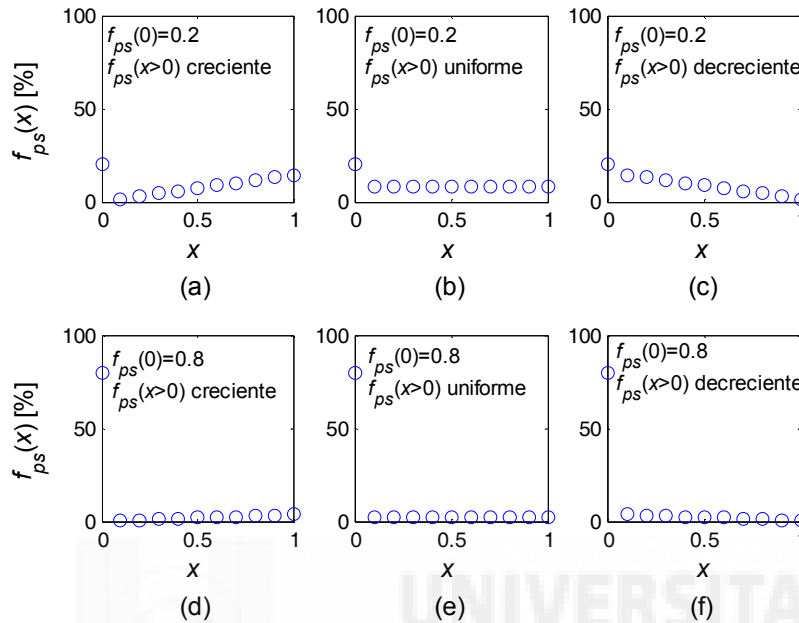 100
50
0
f_ps(x) [%]
f_ps(0)=0.2
f_ps(x>0) creciente
0 0.5 1
x
(a)
100
50
0
f_ps(0)=0.2
f_ps(x>0) uniforme
0 0.5 1
x
(b)
100
50
0
f_ps(0)=0.2
f_ps(x>0) decreciente
0 0.5 1
x
(c)
100
50
0
f_ps(x) [%]
f_ps(0)=0.8
f_ps(x>0) creciente
0 0.5 1
x
(d)
100
50
0
f_ps(0)=0.8
f_ps(x>0) uniforme
0 0.5 1
x
(e)
100
50
0
f_ps(0)=0.8
f_ps(x>0) decreciente
0 0.5 1
x
(f)
UNIVERSITA